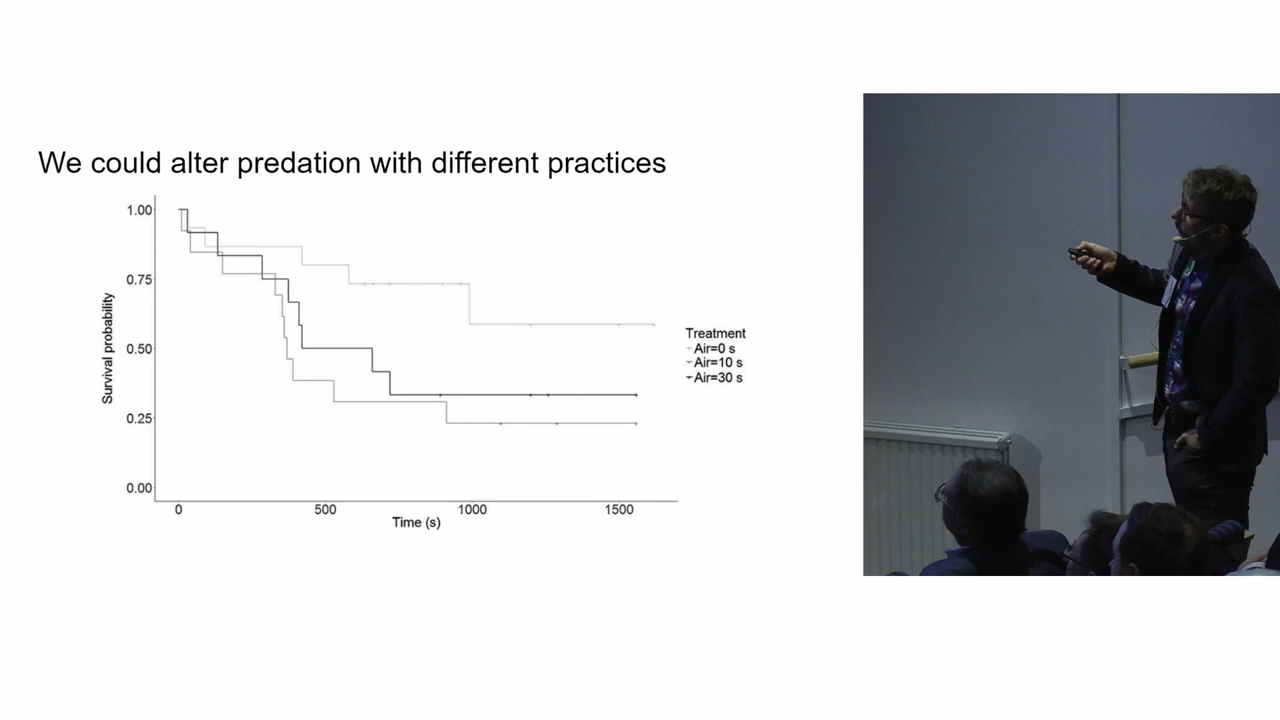 We could alter predation with different practices
1.00
0.75
0.50
0.25
0.00
Survival probability
0
500
1000
1500
Time (s)
Treatment
Air=0 s
Air=10 s
Air=30 s